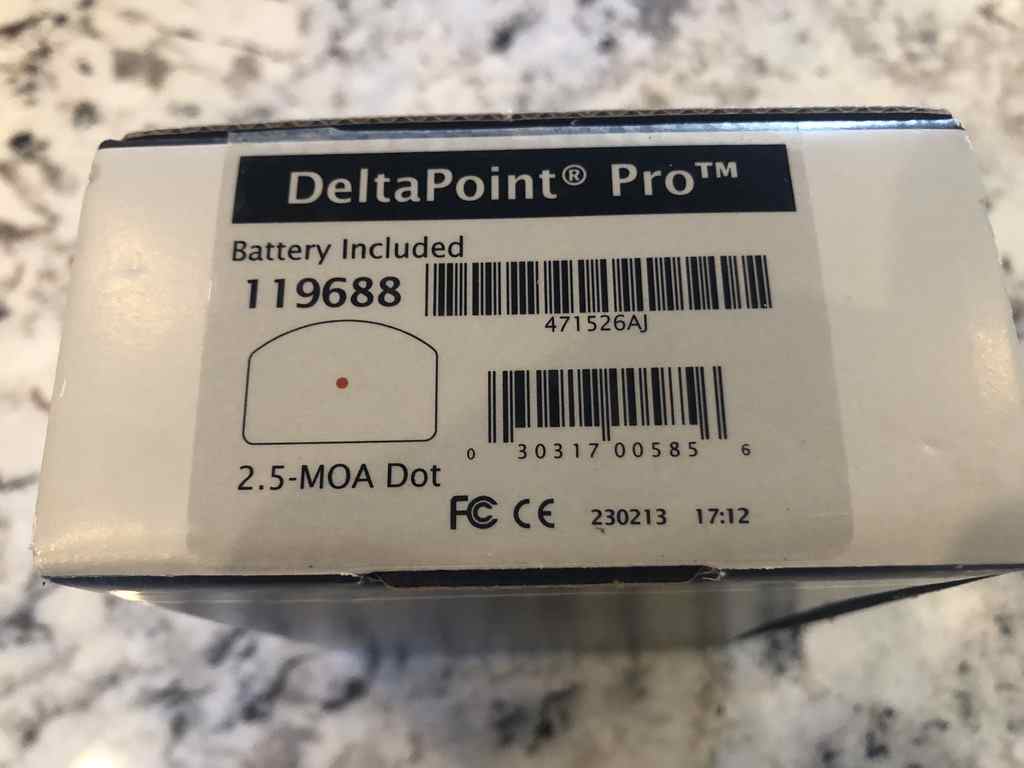 DeltaPoint® Pro™
Battery Included
119688
471526AJ
0 30317 00585 6
2.5-MOA Dot
FC CE 230213 17:12